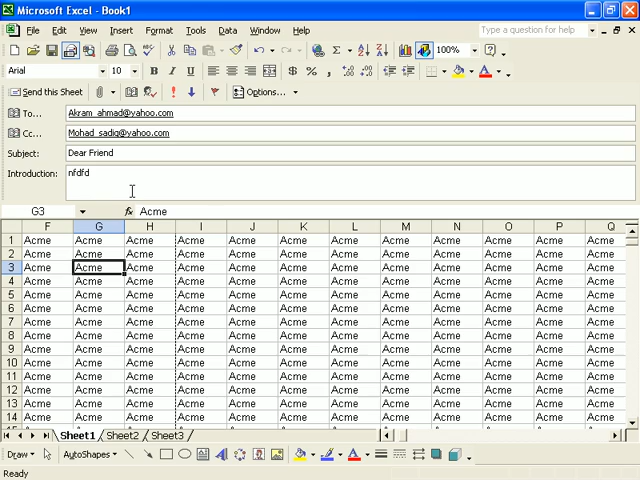 Microsoft Excel - Book1
File Edit View Insert Format Tools Data Window Help Type a question for help
100%
Arial 10 B I U $ % ,
Send this Sheet Options...
To... Akram_ahmad@yahoo.com
Cc... Mohad_sadiq@yahoo.com
Subject: Dear Friend
Introduction: nfdfd
G3 fx Acme
F G H I J K L M N O P Q
1 Acme Acme Acme Acme Acme Acme Acme Acme Acme Acme Acme Acme
2 Acme Acme Acme Acme Acme Acme Acme Acme Acme Acme Acme Acme
3 Acme Acme Acme Acme Acme Acme Acme Acme Acme Acme Acme Acme
4 Acme Acme Acme Acme Acme Acme Acme Acme Acme Acme Acme Acme
5 Acme Acme Acme Acme Acme Acme Acme Acme Acme Acme Acme Acme
6 Acme Acme Acme Acme Acme Acme Acme Acme Acme Acme Acme Acme
7 Acme Acme Acme Acme Acme Acme Acme Acme Acme Acme Acme Acme
8 Acme Acme Acme Acme Acme Acme Acme Acme Acme Acme Acme Acme
9 Acme Acme Acme Acme Acme Acme Acme Acme Acme Acme Acme Acme
10 Acme Acme Acme Acme Acme Acme Acme Acme Acme Acme Acme Acme
11 Acme Acme Acme Acme Acme Acme Acme Acme Acme Acme Acme Acme
12 Acme Acme Acme Acme Acme Acme Acme Acme Acme Acme Acme Acme
13 Acme Acme Acme Acme Acme Acme Acme Acme Acme Acme Acme Acme
14 Acme Acme Acme Acme Acme Acme Acme Acme Acme Acme Acme Acme
Sheet1 Sheet2 Sheet3
Draw AutoShapes
Ready